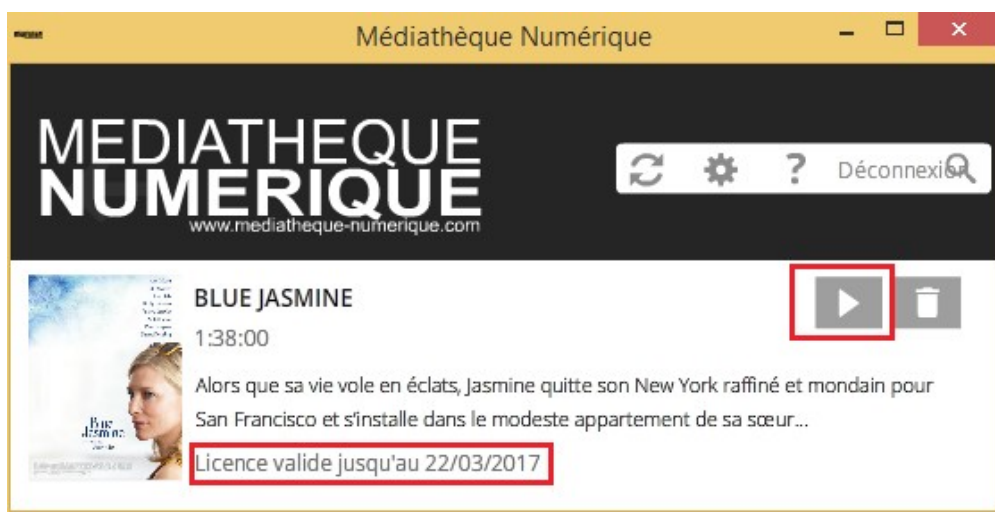 Médiathèque Numérique
MEDIATHEQUE
NUMERIQUE
www.mediatheque-numerique.com
? Déconnexion
BLUE JASMINE
1:38:00
Alors que sa vie vole en éclats, Jasmine quitte son New York raffiné et mondain pour
San Francisco et s'installe dans le modeste appartement de sa sœur...
Blue
Jasmine
Licence valide jusqu'au 22/03/2017